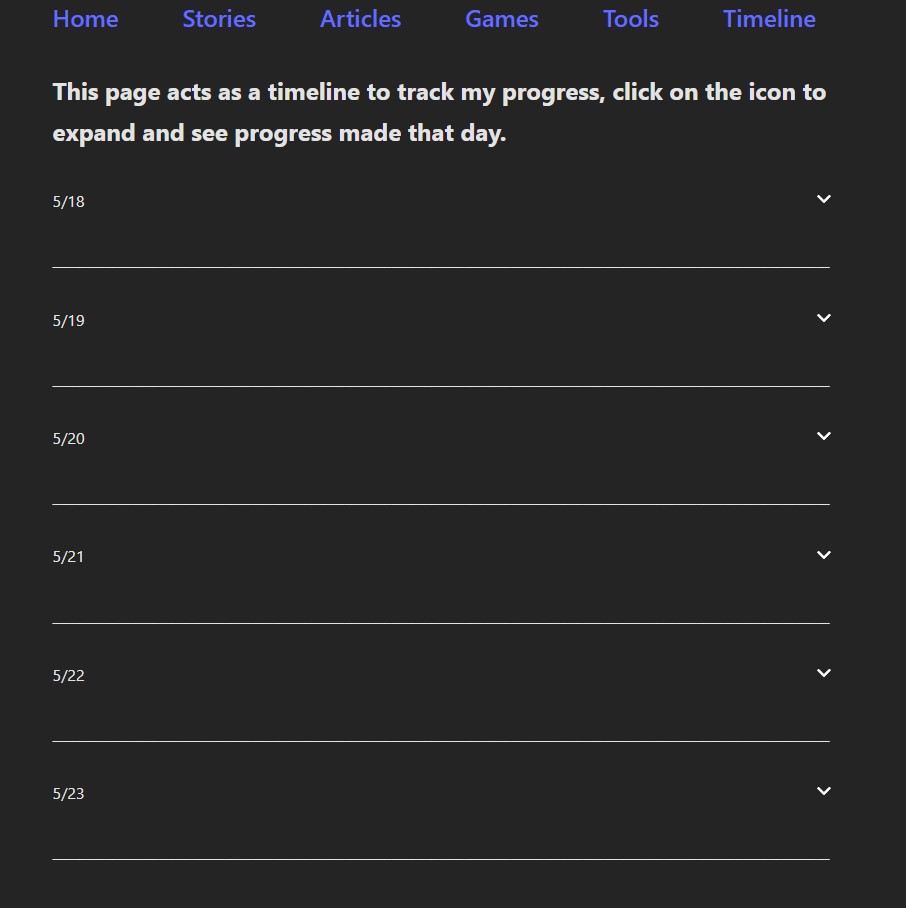 Home Stories Articles Games Tools Timeline
This page acts as a timeline to track my progress, click on the icon to
expand and see progress made that day.
5/18
5/19
5/20
5/21
5/22
5/23